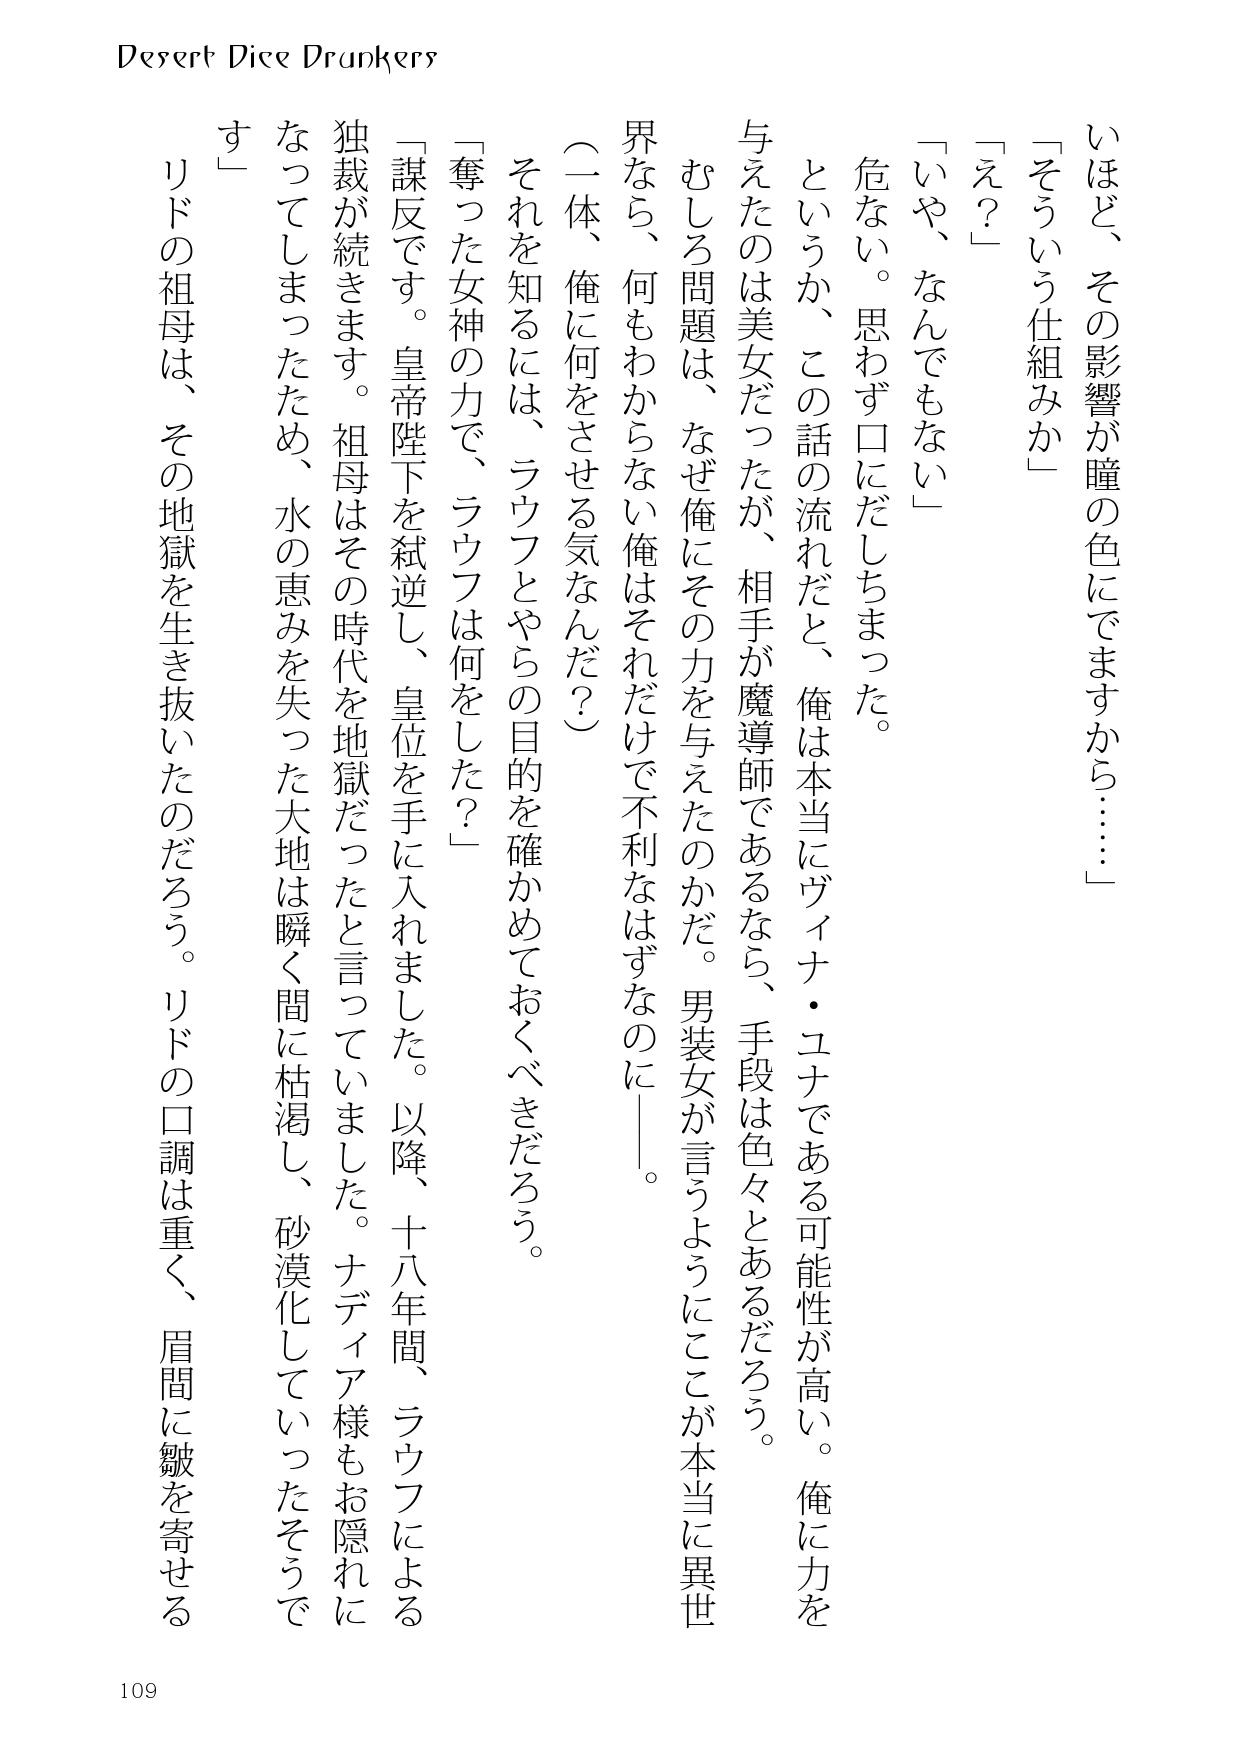 Desert Dice Drunkers
いほど、その影響が瞳の色にでますから……」
「そういう仕組みか」
「え？」
「いや、なんでもない」
危ない。思わず口にだしちまった。
というか、この話の流れだと、俺は本当にヴィナ・ユナである可能性が高い。俺に力を
与えたのは美女だったが、相手が魔導師であるなら、手段は色々とあるだろう。
むしろ問題は、なぜ俺にその力を与えたのかだ。男装女が言うようにここが本当に異世
界なら、何もわからない俺はそれだけで不利なはずなのに――。
（一体、俺に何をさせる気なんだ？）
それを知るには、ラウフとやらの目的を確かめておくべきだろう。
「奪った女神の力で、ラウフは何をした？」
「謀反です。皇帝陛下を弑逆し、皇位を手に入れました。以降、十八年間、ラウフによる
独裁が続きます。祖母はその時代を地獄だったと言っていました。ナディア様もお隠れに
なってしまったため、水の恵みを失った大地は瞬く間に枯渇し、砂漠化していったそうで
す」
リドの祖母は、その地獄を生き抜いたのだろう。リドの口調は重く、眉間に皺を寄せる
109